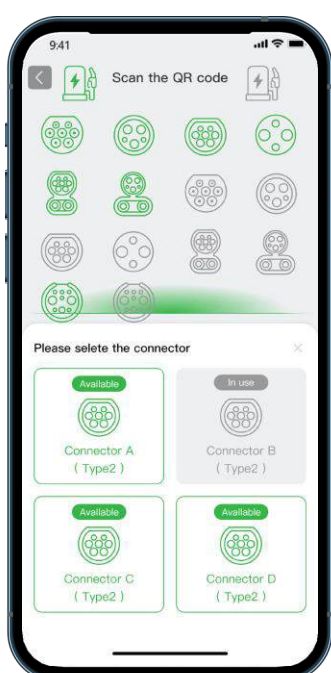 9:41
Scan the QR code
Please selete the connector
Available
Connector A
( Type2 )
In use
Connector B
( Type2 )
Available
Connector C
( Type2 )
Available
Connector D
( Type2 )